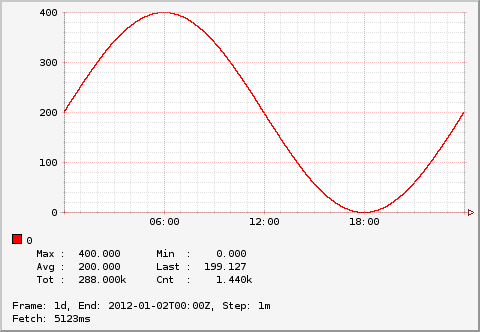 400
300
200
100
0
06:00 12:00 18:00
0
Max : 400.000 Min : 0.000
Avg : 200.000 Last : 199.127
Tot : 288.000k Cnt : 1.440k
Frame: 1d, End: 2012-01-02T00:00Z, Step: 1m
Fetch: 5123ms